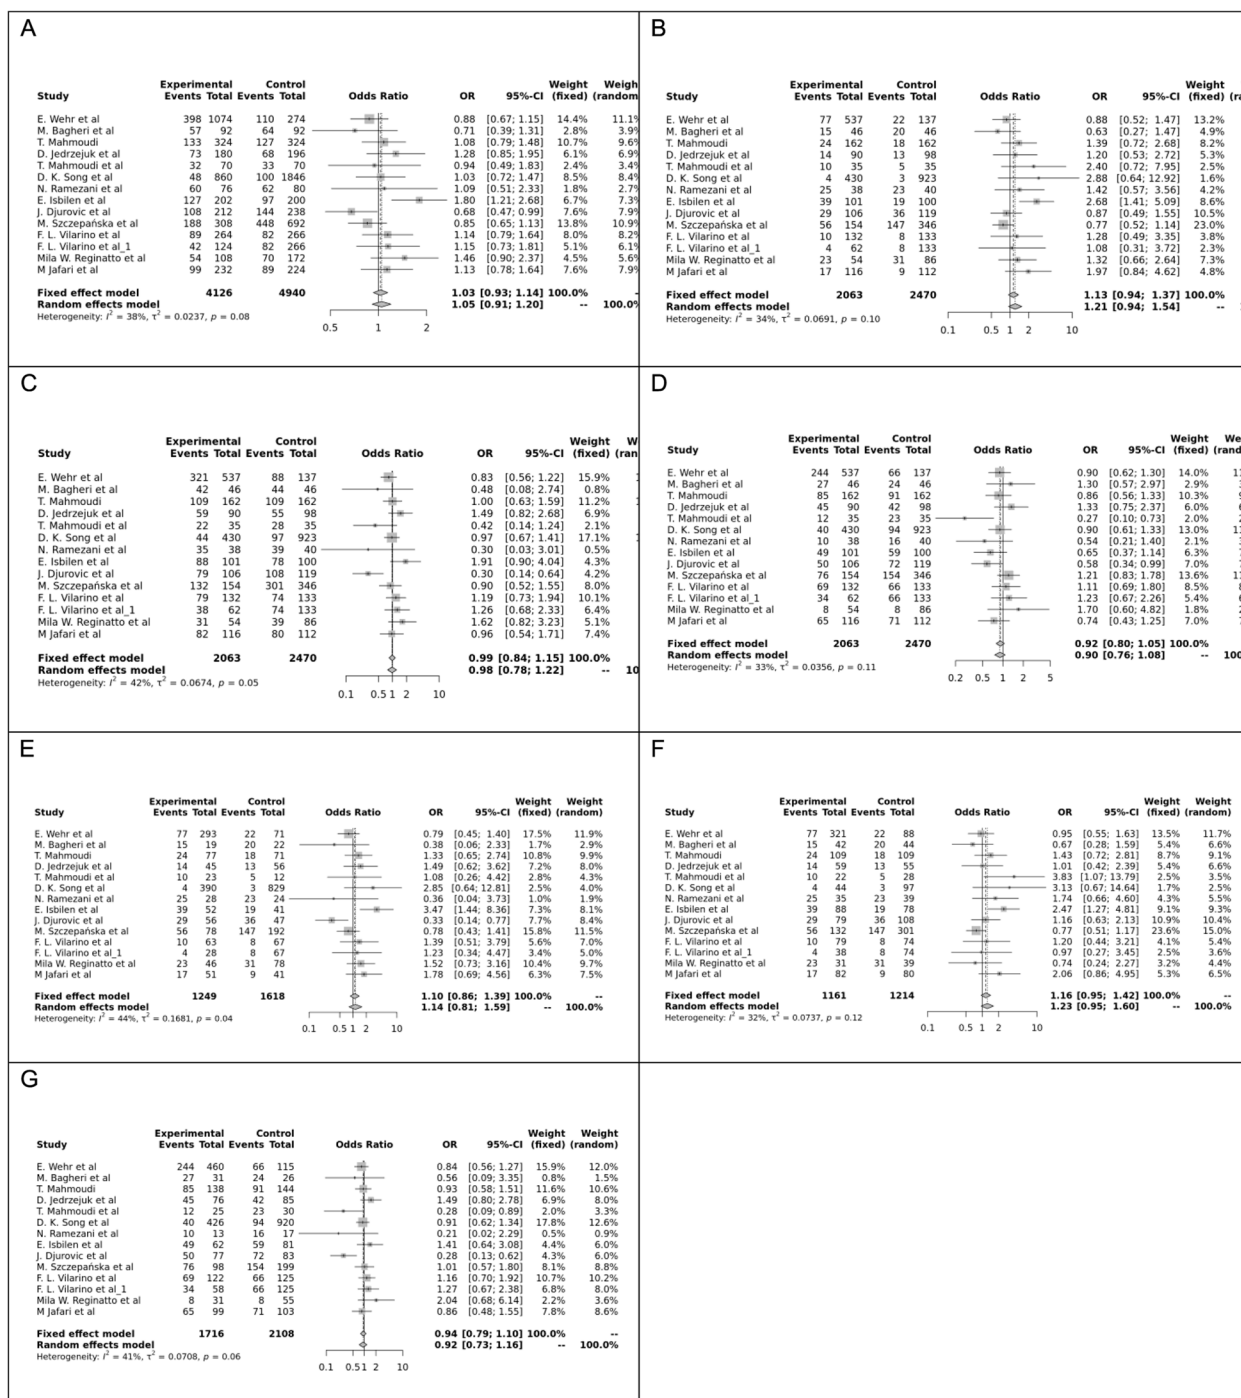 A
Experimental Control Weight Weigh
Study Events Total Events Total Odds Ratio OR 95%-CI (fixed) (random
E. Wehr et al 398 1074 110 274 0.88 [0.67; 1.15] 14.4% 11.1%
M. Bagheri et al 57 92 64 92 0.71 [0.39; 1.31] 2.8% 3.9%
T. Mahmoudi 133 324 127 324 1.08 [0.79; 1.48] 10.7% 9.6%
D. Jedrzejuk et al 73 180 68 196 1.28 [0.85; 1.95] 6.1% 6.9%
T. Mahmoudi et al 32 70 33 70 0.94 [0.49; 1.83] 2.4% 3.4%
D. K. Song et al 48 860 100 1846 1.03 [0.72; 1.47] 8.5% 8.4%
N. Ramezani et al 60 76 62 80 1.09 [0.51; 2.33] 1.8% 2.7%
E. Isbilen et al 127 202 97 200 1.80 [1.21; 2.68] 6.7% 7.3%
J. Djurovic et al 108 212 144 238 0.68 [0.47; 0.99] 7.6% 7.9%
M. Szczepańska et al 188 308 448 692 0.85 [0.65; 1.13] 13.8% 10.9%
F. L. Vilarino et al 89 264 82 266 1.14 [0.79; 1.64] 8.0% 8.2%
F. L. Vilarino et al_1 42 124 82 266 1.15 [0.73; 1.81] 5.1% 6.1%
Mila W. Reginatto et al 54 108 70 172 1.46 [0.90; 2.37] 4.5% 5.6%
M Jafari et al 99 232 89 224 1.13 [0.78; 1.64] 7.6% 7.9%
Fixed effect model 4126 4940 1.03 [0.93; 1.14] 100.0% -
Random effects model 1.05 [0.91; 1.20] -- 100.0%
Heterogeneity: I² = 38%, τ² = 0.0237, p = 0.08
0.5 1 2
B
Experimental Control Weight W
Study Events Total Events Total Odds Ratio OR 95%-CI (fixed) (ran
E. Wehr et al 77 537 22 137 0.88 [0.52; 1.47] 13.2%
M. Bagheri et al 15 46 20 46 0.63 [0.27; 1.47] 4.9%
T. Mahmoudi 24 162 18 162 1.39 [0.72; 2.68] 7.2%
D. Jedrzejuk et al 14 90 13 98 1.20 [0.53; 2.72] 5.3%
T. Mahmoudi et al 10 35 5 35 2.40 [0.72; 7.95] 1.7%
D. K. Song et al 4 430 3 923 2.88 [0.64; 12.92] 0.9%
N. Ramezani et al 25 38 23 40 1.42 [0.57; 3.56] 4.2%
E. Isbilen et al 39 101 19 100 2.68 [1.41; 5.09] 8.6%
J. Djurovic et al 29 106 36 119 0.87 [0.49; 1.55] 10.5%
M. Szczepańska et al 56 154 147 346 0.77 [0.52; 1.14] 23.0%
F. L. Vilarino et al 10 132 8 133 1.28 [0.49; 3.35] 4.1%
F. L. Vilarino et al_1 4 62 8 133 1.08 [0.31; 3.72] 2.3%
Mila W. Reginatto et al 23 54 31 86 1.32 [0.66; 2.64] 7.3%
M Jafari et al 17 116 9 112 1.97 [0.84; 4.62] 4.8%
Fixed effect model 2063 2470 1.13 [0.94; 1.37] 100.0%
Random effects model 1.21 [0.94; 1.54] --
Heterogeneity: I² = 34%, τ² = 0.0691, p = 0.10
0.1 0.5 1 2 10
C
Experimental Control Weight W
Study Events Total Events Total Odds Ratio OR 95%-CI (fixed) (ran
E. Wehr et al 321 537 88 137 0.83 [0.56; 1.22] 15.9%
M. Bagheri et al 42 46 44 46 0.48 [0.08; 2.74] 0.8%
T. Mahmoudi 109 162 109 162 1.00 [0.63; 1.59] 11.2%
D. Jedrzejuk et al 59 90 55 98 1.49 [0.82; 2.68] 6.9%
T. Mahmoudi et al 22 35 28 35 0.42 [0.14; 1.24] 2.1%
D. K. Song et al 44 430 97 923 0.97 [0.67; 1.41] 17.1%
N. Ramezani et al 35 38 39 40 0.30 [0.03; 3.01] 0.5%
E. Isbilen et al 88 101 78 100 1.91 [0.90; 4.04] 4.3%
J. Djurovic et al 79 106 108 119 0.30 [0.14; 0.64] 4.2%
M. Szczepańska et al 132 154 301 346 0.90 [0.52; 1.55] 8.0%
F. L. Vilarino et al 79 132 74 133 1.19 [0.73; 1.94] 10.1%
F. L. Vilarino et al_1 38 62 74 133 1.26 [0.68; 2.33] 6.4%
Mila W. Reginatto et al 31 54 39 86 1.62 [0.82; 3.23] 5.1%
M Jafari et al 82 116 80 112 0.96 [0.54; 1.71] 7.4%
Fixed effect model 2063 2470 0.99 [0.84; 1.15] 100.0%
Random effects model 0.98 [0.78; 1.22] -- 10
Heterogeneity: I² = 42%, τ² = 0.0674, p = 0.05
0.1 0.5 1 2 10
D
Experimental Control Weight We
Study Events Total Events Total Odds Ratio OR 95%-CI (fixed) (rand
E. Wehr et al 244 537 66 137 0.90 [0.62; 1.30] 14.0% 11
M. Bagheri et al 27 46 24 46 1.30 [0.57; 2.97] 2.9% 3
T. Mahmoudi 85 162 91 162 0.86 [0.56; 1.33] 10.3% 9
D. Jedrzejuk et al 45 90 42 98 1.33 [0.75; 2.37] 6.0% 6
T. Mahmoudi et al 12 35 23 35 0.27 [0.10; 0.73] 2.0% 2
D. K. Song et al 40 430 94 923 0.90 [0.61; 1.33] 13.0% 11
N. Ramezani et al 10 38 16 40 0.54 [0.21; 1.40] 2.1% 3
E. Isbilen et al 49 101 59 100 0.65 [0.37; 1.14] 6.3% 7
J. Djurovic et al 50 106 72 119 0.58 [0.34; 0.99] 7.0% 7
M. Szczepańska et al 76 154 154 346 1.21 [0.83; 1.78] 13.6% 11
F. L. Vilarino et al 69 132 66 133 1.11 [0.69; 1.80] 8.4% 8
F. L. Vilarino et al_1 34 62 66 133 1.23 [0.67; 2.26] 5.4% 6
Mila W. Reginatto et al 8 54 8 86 1.70 [0.60; 4.82] 1.8% 2
M Jafari et al 65 116 71 112 0.74 [0.43; 1.25] 7.0% 7
Fixed effect model 2063 2470 0.92 [0.80; 1.05] 100.0%
Random effects model 0.90 [0.76; 1.08] -- 100
Heterogeneity: I² = 33%, τ² = 0.0356, p = 0.11
0.2 0.5 1 2 5
E
Experimental Control Weight Weight
Study Events Total Events Total Odds Ratio OR 95%-CI (fixed) (random)
E. Wehr et al 77 293 22 71 0.79 [0.45; 1.40] 17.5% 11.9%
M. Bagheri et al 15 19 20 22 0.38 [0.06; 2.33] 1.7% 2.9%
T. Mahmoudi 24 77 18 71 1.33 [0.65; 2.74] 10.8% 9.9%
D. Jedrzejuk et al 14 45 13 56 1.49 [0.62; 3.62] 7.2% 8.0%
T. Mahmoudi et al 10 23 5 12 1.08 [0.26; 4.42] 2.8% 4.3%
D. K. Song et al 4 390 3 829 2.85 [0.64; 12.81] 2.5% 4.0%
N. Ramezani et al 25 28 23 24 0.36 [0.04; 3.73] 1.0% 1.9%
E. Isbilen et al 39 52 19 41 3.47 [1.44; 8.36] 7.3% 8.1%
J. Djurovic et al 29 56 36 47 0.33 [0.14; 0.77] 7.7% 8.4%
M. Szczepańska et al 56 78 147 192 0.78 [0.43; 1.41] 15.8% 11.5%
F. L. Vilarino et al 10 63 8 67 1.39 [0.51; 3.79] 5.6% 7.0%
F. L. Vilarino et al_1 4 28 8 67 1.23 [0.34; 4.47] 3.4% 5.0%
Mila W. Reginatto et al 23 46 31 78 1.52 [0.73; 3.16] 10.4% 9.7%
M Jafari et al 17 51 9 41 1.78 [0.69; 4.56] 6.3% 7.5%
Fixed effect model 1249 1618 1.10 [0.86; 1.39] 100.0% --
Random effects model 1.14 [0.81; 1.59] -- 100.0%
Heterogeneity: I² = 44%, τ² = 0.1681, p = 0.04
0.1 0.5 1 2 10
F
Experimental Control Weight Weight
Study Events Total Events Total Odds Ratio OR 95%-CI (fixed) (random)
E. Wehr et al 77 321 22 88 0.95 [0.55; 1.63] 13.5% 11.7%
M. Bagheri et al 15 42 20 44 0.67 [0.28; 1.59] 5.4% 6.6%
T. Mahmoudi 24 109 18 109 1.43 [0.72; 2.81] 8.7% 9.1%
D. Jedrzejuk et al 14 59 13 55 1.01 [0.42; 2.39] 5.4% 6.6%
T. Mahmoudi et al 10 22 5 28 3.83 [1.07; 13.79] 2.5% 3.5%
D. K. Song et al 4 44 3 97 3.13 [0.67; 14.64] 1.7% 2.5%
N. Ramezani et al 25 35 23 39 1.74 [0.66; 4.60] 4.3% 5.5%
E. Isbilen et al 39 88 19 78 2.47 [1.27; 4.81] 9.1% 9.3%
J. Djurovic et al 29 79 36 108 1.16 [0.63; 2.13] 10.9% 10.4%
M. Szczepańska et al 56 132 147 301 0.77 [0.51; 1.17] 23.6% 15.0%
F. L. Vilarino et al 10 79 8 74 1.20 [0.44; 3.21] 4.1% 5.4%
F. L. Vilarino et al_1 4 38 8 74 0.97 [0.27; 3.45] 2.5% 3.5%
Mila W. Reginatto et al 23 31 31 39 0.74 [0.24; 2.27] 3.2% 4.4%
M Jafari et al 17 82 9 80 2.06 [0.86; 4.95] 5.3% 6.5%
Fixed effect model 1161 1214 1.16 [0.95; 1.42] 100.0% --
Random effects model 1.23 [0.95; 1.60] -- 100.0%
Heterogeneity: I² = 32%, τ² = 0.0737, p = 0.12
0.1 0.5 1 2 10
G
Experimental Control Weight Weight
Study Events Total Events Total Odds Ratio OR 95%-CI (fixed) (random)
E. Wehr et al 244 460 66 115 0.84 [0.56; 1.27] 15.9% 12.0%
M. Bagheri et al 27 31 24 26 0.56 [0.09; 3.35] 0.8% 1.5%
T. Mahmoudi 85 138 91 144 0.93 [0.58; 1.51] 11.6% 10.6%
D. Jedrzejuk et al 45 76 42 85 1.49 [0.80; 2.78] 6.9% 8.0%
T. Mahmoudi et al 12 25 23 30 0.28 [0.09; 0.89] 2.0% 3.3%
D. K. Song et al 40 426 94 920 0.91 [0.62; 1.34] 17.8% 12.6%
N. Ramezani et al 10 13 16 17 0.21 [0.02; 2.29] 0.5% 0.9%
E. Isbilen et al 49 62 59 81 1.41 [0.64; 3.08] 4.4% 6.0%
J. Djurovic et al 50 77 72 83 0.28 [0.13; 0.62] 4.3% 6.0%
M. Szczepańska et al 76 98 154 199 1.01 [0.57; 1.80] 8.1% 8.8%
F. L. Vilarino et al 69 122 66 125 1.16 [0.70; 1.92] 10.7% 10.2%
F. L. Vilarino et al_1 34 58 66 125 1.27 [0.67; 2.38] 6.8% 8.0%
Mila W. Reginatto et al 8 31 8 55 2.04 [0.68; 6.14] 2.2% 3.6%
M Jafari et al 65 99 71 103 0.86 [0.48; 1.55] 7.8% 8.6%
Fixed effect model 1716 2108 0.94 [0.79; 1.10] 100.0% --
Random effects model 0.92 [0.73; 1.16] -- 100.0%
Heterogeneity: I² = 41%, τ² = 0.0708, p = 0.06
0.1 0.5 1 2 10